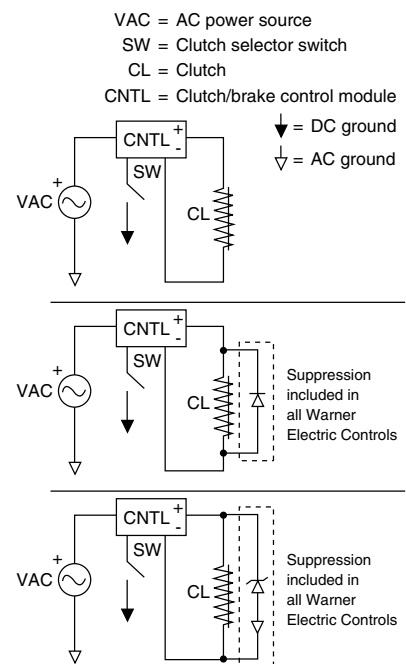 VAC = AC power source
SW = Clutch selector switch
CL = Clutch
CNTL = Clutch/brake control module
= DC ground
= AC ground
CNTL + -
SW
+
VAC
CL
CNTL + -
SW
+
VAC
CL
Suppression
included in
all Warner
Electric Controls
CNTL + -
SW
+
VAC
CL
Suppression
included in
all Warner
Electric Controls